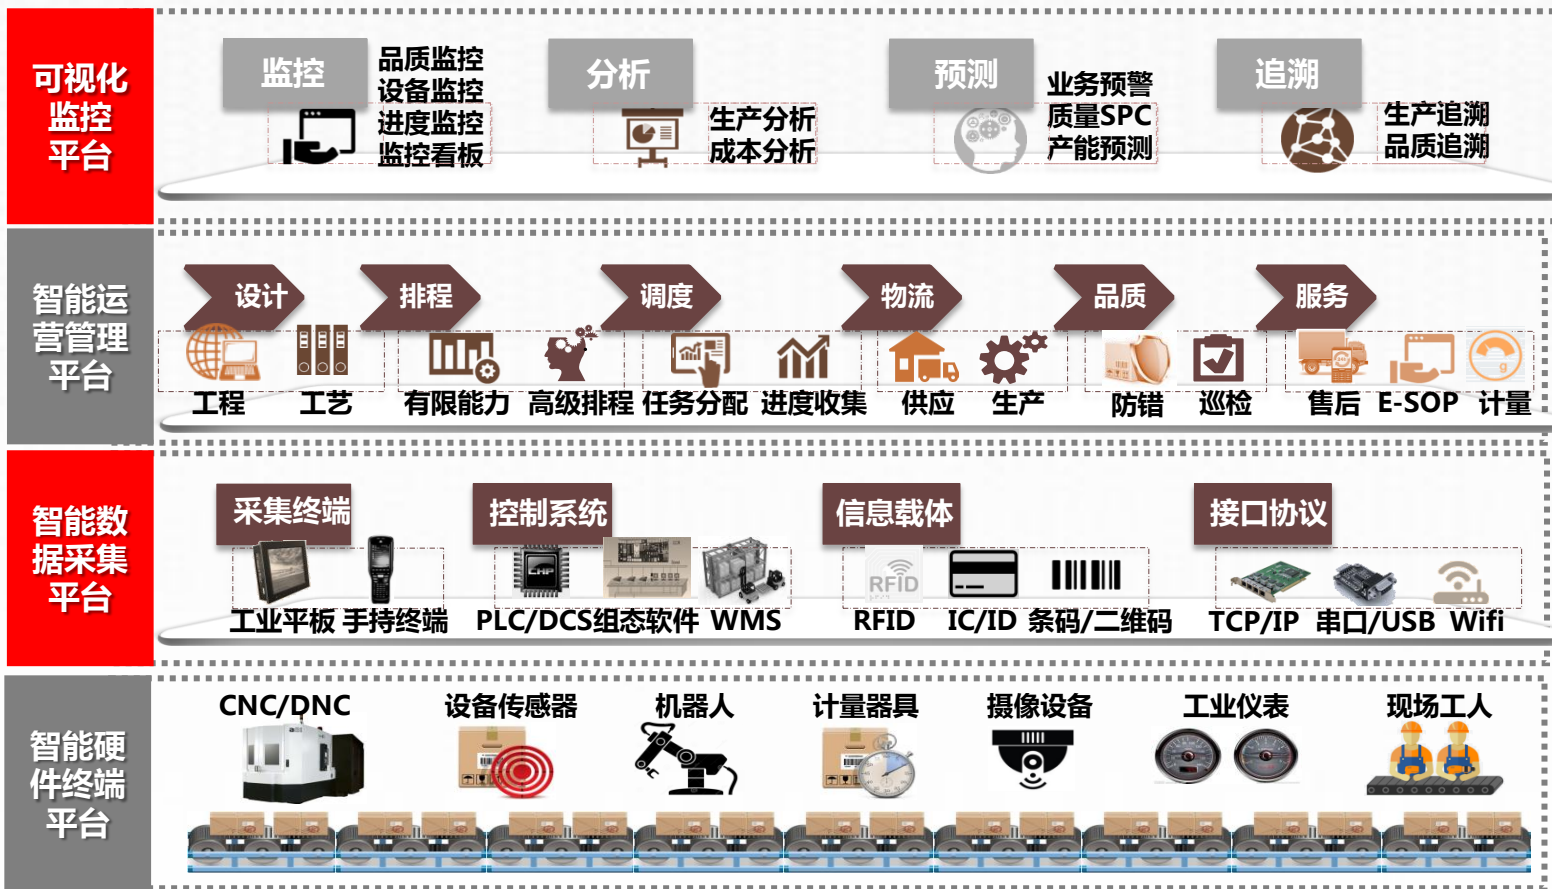 可视化
监控
平台
监控
品质监控
设备监控
进度监控
监控看板
分析
生产分析
成本分析
预测
业务预警
质量SPC
产能预测
追溯
生产追溯
品质追溯
智能运
营管理
平台
设计
排程
调度
物流
品质
服务
工程
工艺
有限能力
高级排程
任务分配
进度收集
供应
生产
防错
巡检
售后
E-SOP
计量
g
智能数
据采集
平台
采集终端
控制系统
信息载体
接口协议
CHIP
RFID
工业平板
手持终端
PLC/DCS
组态软件
WMS
RFID
IC/ID
条码/二维码
TCP/IP
串口/USB
Wifi
智能硬
件终端
平台
CNC/DNC
设备传感器
机器人
计量器具
摄像设备
工业仪表
现场工人